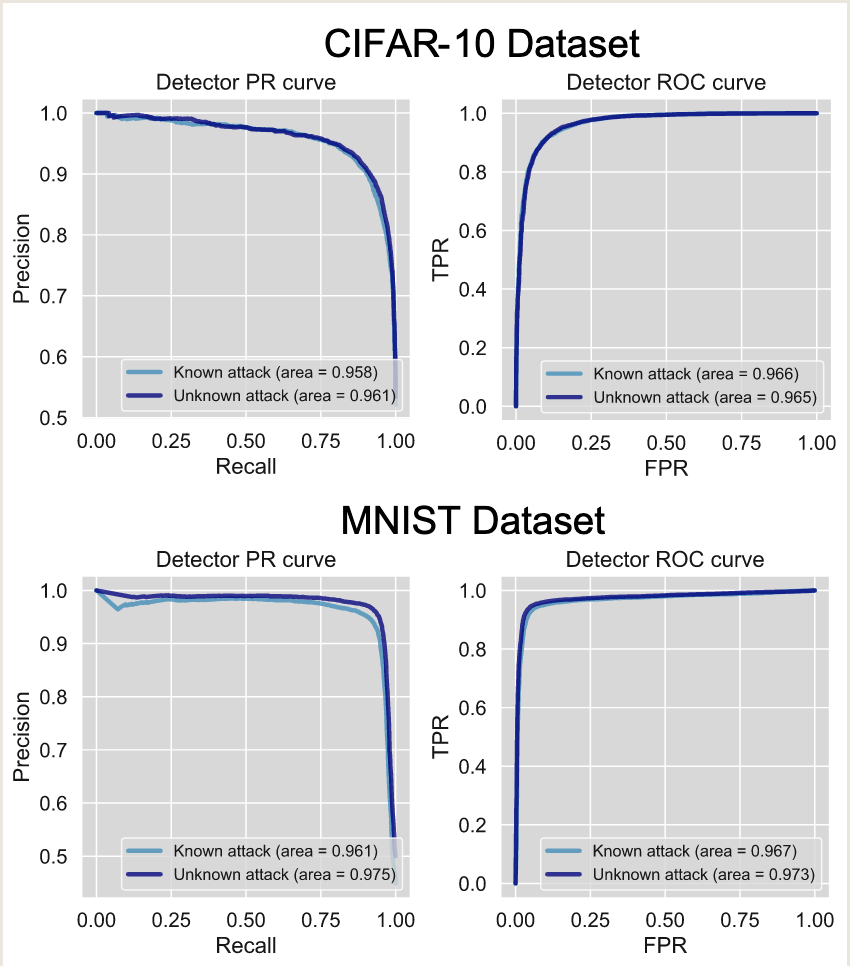 CIFAR-10 Dataset
Detector PR curve
1.0
0.9
0.8
0.7
0.6
0.5
Precision
Known attack (area = 0.958)
Unknown attack (area = 0.961)
0.00 0.25 0.50 0.75 1.00
Recall
Detector ROC curve
1.0
0.8
0.6
0.4
0.2
0.0
TPR
Known attack (area = 0.966)
Unknown attack (area = 0.965)
0.00 0.25 0.50 0.75 1.00
FPR
MNIST Dataset
Detector PR curve
1.0
0.9
0.8
0.7
0.6
0.5
Precision
Known attack (area = 0.961)
Unknown attack (area = 0.975)
0.00 0.25 0.50 0.75 1.00
Recall
Detector ROC curve
1.0
0.8
0.6
0.4
0.2
0.0
TPR
Known attack (area = 0.967)
Unknown attack (area = 0.973)
0.00 0.25 0.50 0.75 1.00
FPR